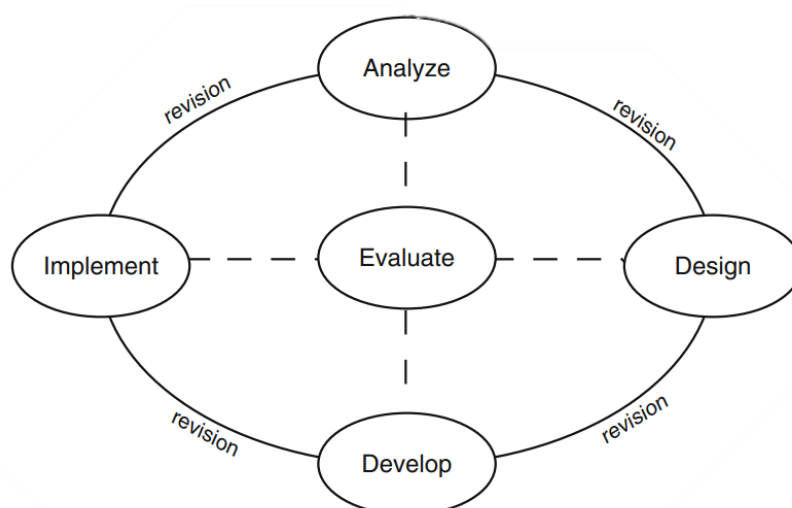 Analyze
revision
revision
Implement
Evaluate
Design
revision
revision
Develop